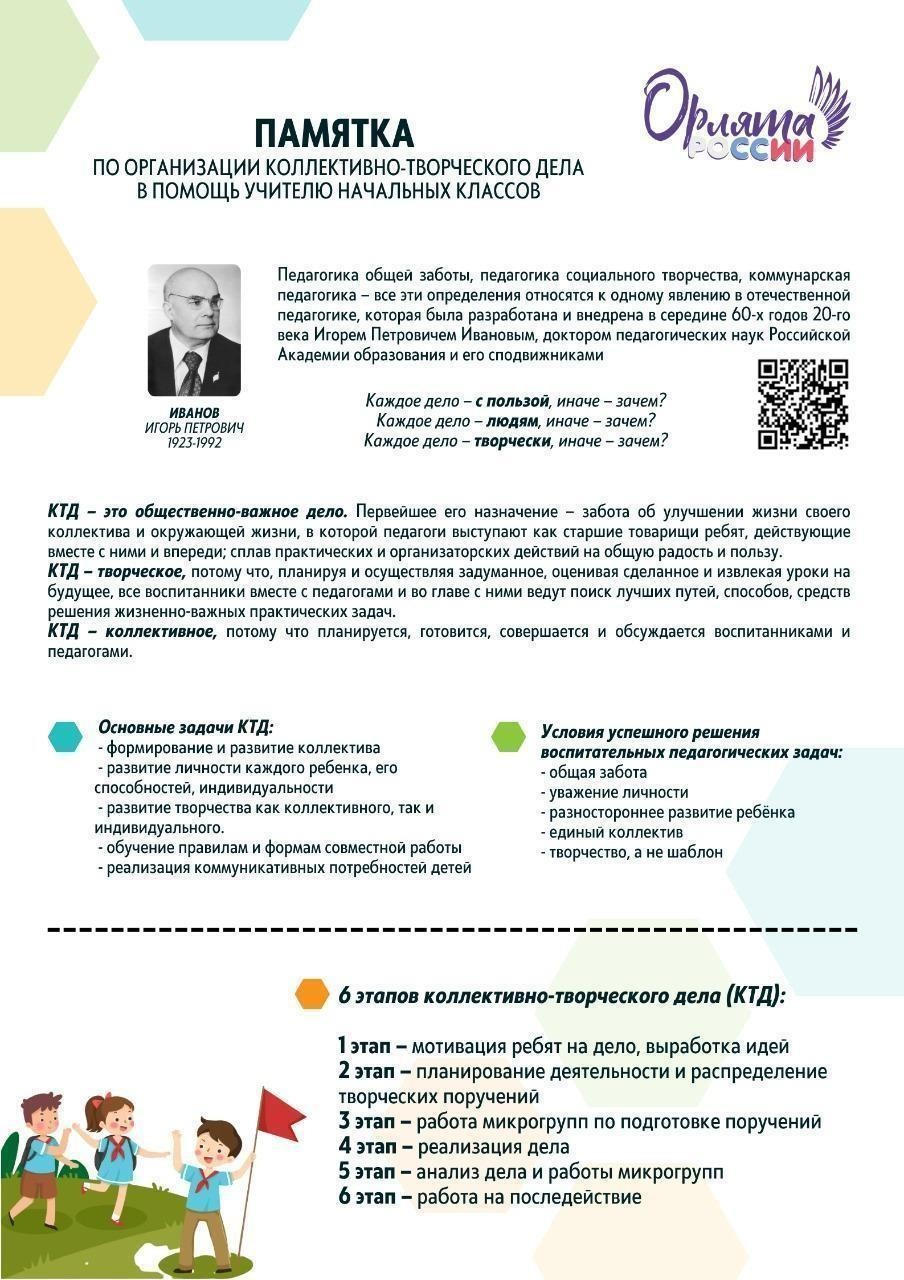 Орлята
РОССИИ
ПАМЯТКА
ПО ОРГАНИЗАЦИИ КОЛЛЕКТИВНО-ТВОРЧЕСКОГО ДЕЛА
В ПОМОЩЬ УЧИТЕЛЮ НАЧАЛЬНЫХ КЛАССОВ
Педагогика общей заботы, педагогика социального творчества, коммунарская
педагогика – все эти определения относятся к одному явлению в отечественной
педагогике, которая была разработана и внедрена в середине 60-х годов 20-го
века Игорем Петровичем Ивановым, доктором педагогических наук Российской
Академии образования и его сподвижниками
ИВАНОВ
ИГОРЬ ПЕТРОВИЧ
1923-1992
Каждое дело – с пользой, иначе – зачем?
Каждое дело – людям, иначе – зачем?
Каждое дело – творчески, иначе – зачем?
КТД – это общественно-важное дело. Первейшее его назначение – забота об улучшении жизни своего
коллектива и окружающей жизни, в которой педагоги выступают как старшие товарищи ребят, действующие
вместе с ними и впереди; сплав практических и организаторских действий на общую радость и пользу.
КТД – творческое, потому что, планируя и осуществляя задуманное, оценивая сделанное и извлекая уроки на
будущее, все воспитанники вместе с педагогами и во главе с ними ведут поиск лучших путей, способов, средств
решения жизненно-важных практических задач.
КТД – коллективное, потому что планируется, готовится, совершается и обсуждается воспитанниками и
педагогами.
Основные задачи КТД:
- формирование и развитие коллектива
- развитие личности каждого ребенка, его
способностей, индивидуальности
- развитие творчества как коллективного, так и
индивидуального.
- обучение правилам и формам совместной работы
- реализация коммуникативных потребностей детей
Условия успешного решения
воспитательных педагогических задач:
- общая забота
- уважение личности
- разностороннее развитие ребёнка
- единый коллектив
- творчество, а не шаблон
6 этапов коллективно-творческого дела (КТД):
1 этап – мотивация ребят на дело, выработка идей
2 этап – планирование деятельности и распределение
творческих поручений
3 этап – работа микрогрупп по подготовке поручений
4 этап – реализация дела
5 этап – анализ дела и работы микрогрупп
6 этап – работа на последействие